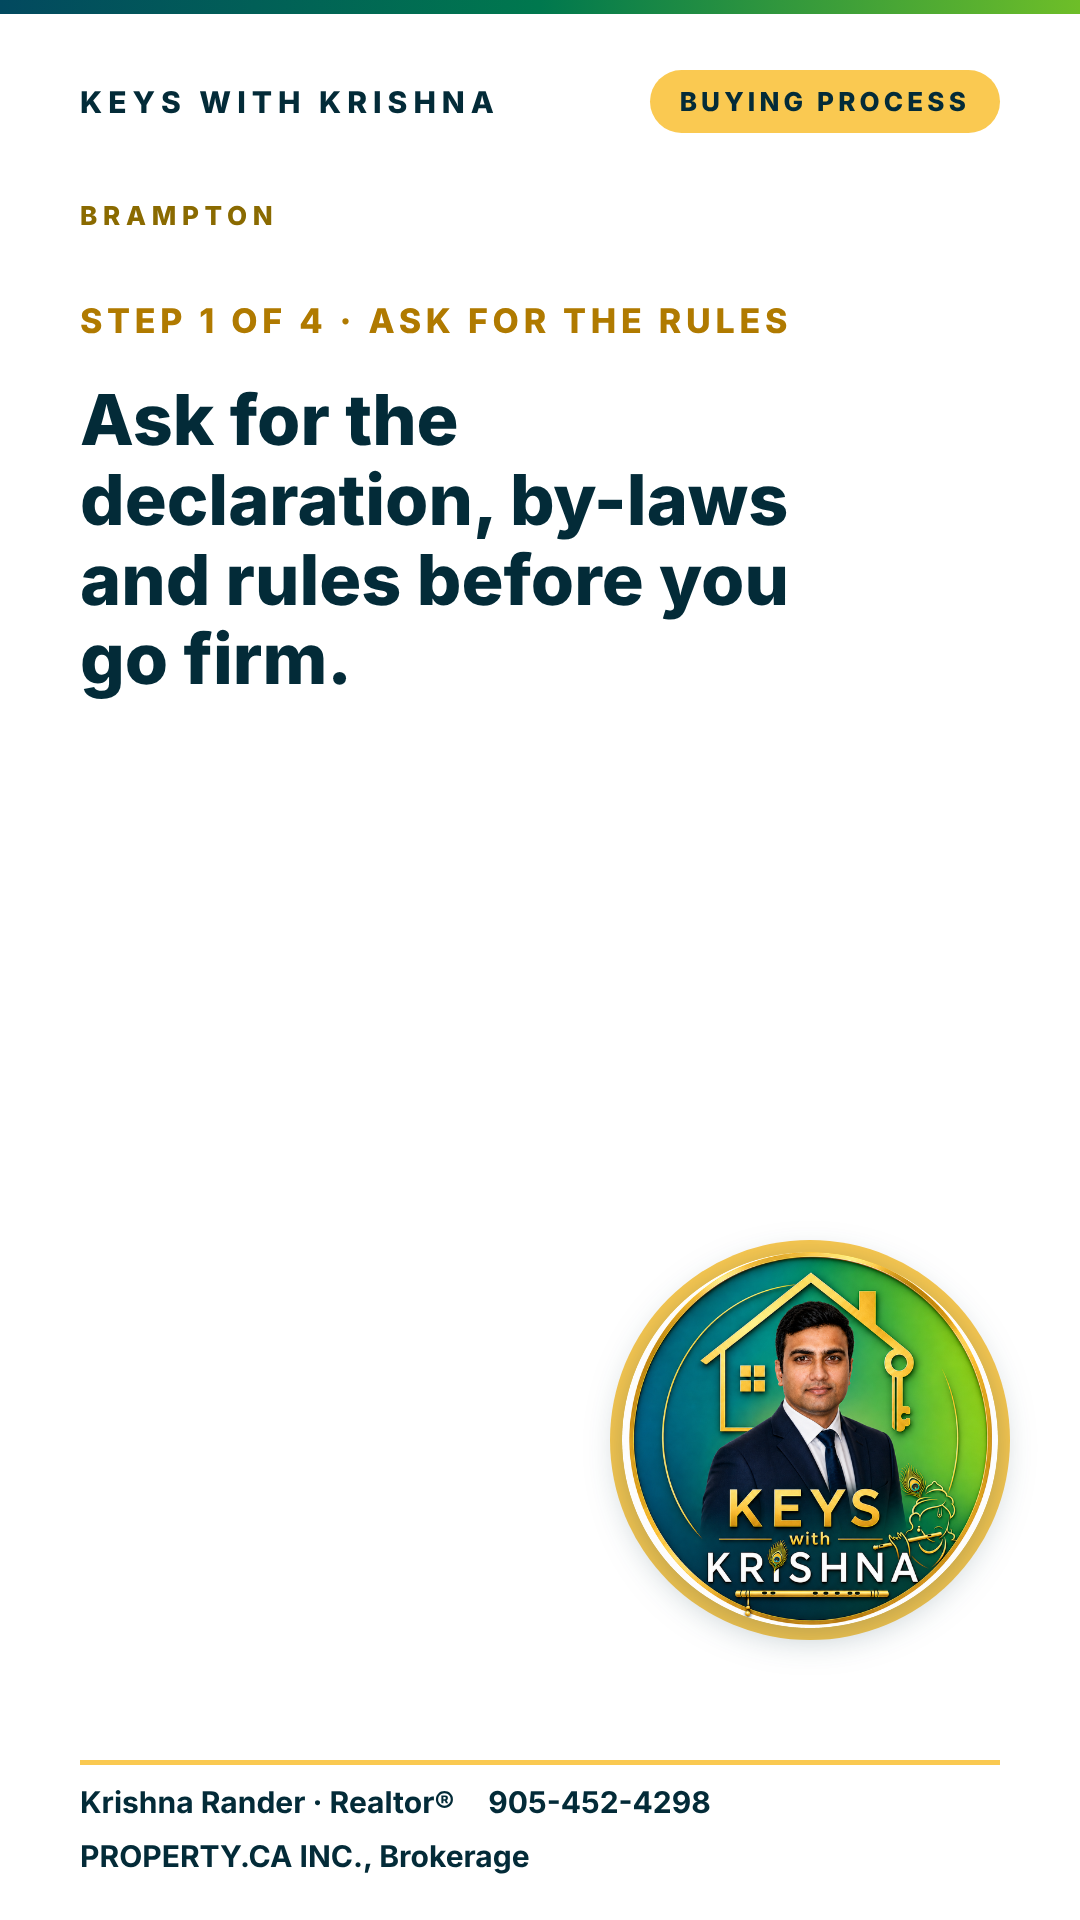 KEYS WITH KRISHNA
BUYING PROCESS
BRAMPTON
STEP 1 OF 4 · ASK FOR THE RULES
Ask for the
declaration, by-laws
and rules before you
go firm.
KEYS
with
KRISHNA
Krishna Rander · Realtor® 905-452-4298
PROPERTY.CA INC., Brokerage